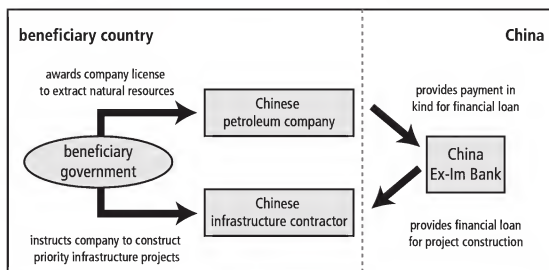 beneficiary country
China
awards company license
to extract natural resources
Chinese
petroleum company
provides payment in
kind for financial loan
beneficiary
government
China
Ex-Im Bank
Chinese
infrastructure contractor
instructs company to construct
priority infrastructure projects
provides financial loan
for project construction